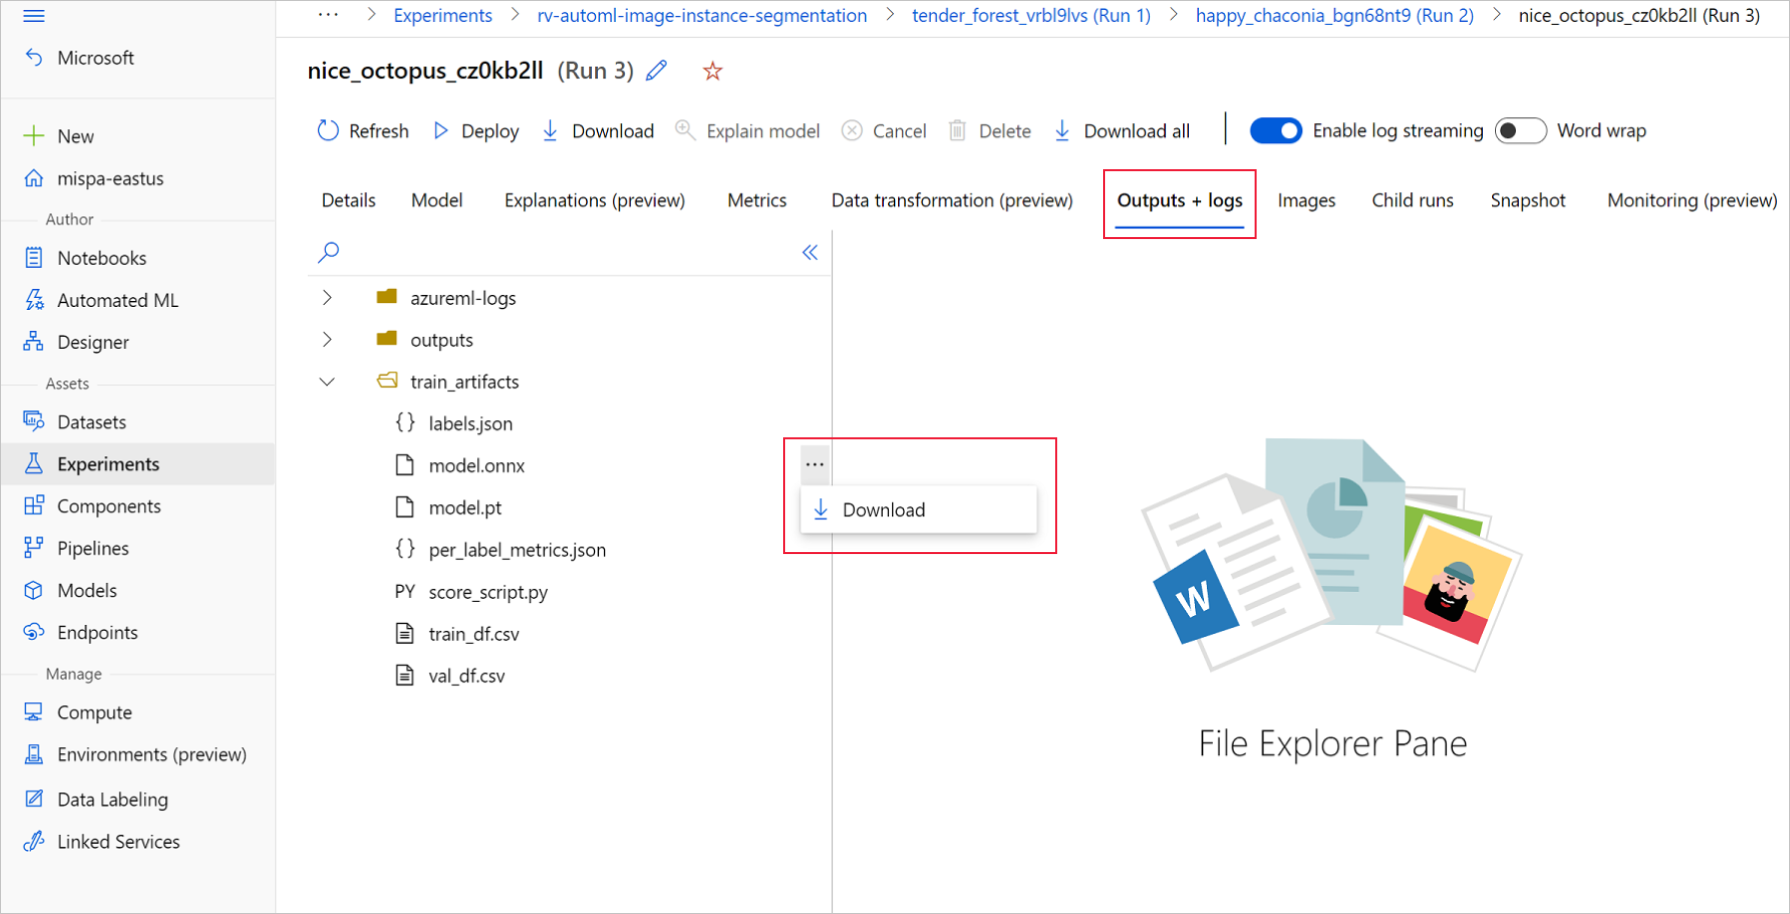 ··· > Experiments > rv-automl-image-instance-segmentation > tender_forest_vrbl9lvs (Run 1) > happy_chaconia_bgn68nt9 (Run 2) > nice_octopus_cz0kb2ll (Run 3)
Microsoft
New
mispa-eastus
Author
Notebooks
Automated ML
Designer
Assets
Datasets
Experiments
Components
Pipelines
Models
Endpoints
Manage
Compute
Environments (preview)
Data Labeling
Linked Services
nice_octopus_cz0kb2ll (Run 3)
Refresh Deploy Download Explain model Cancel Delete Download all Enable log streaming Word wrap
Details Model Explanations (preview) Metrics Data transformation (preview) Outputs + logs Images Child runs Snapshot Monitoring (preview)
azureml-logs
outputs
train_artifacts
{} labels.json
model.onnx
···
Download
model.pt
{} per_label_metrics.json
PY score_script.py
train_df.csv
val_df.csv
W
File Explorer Pane